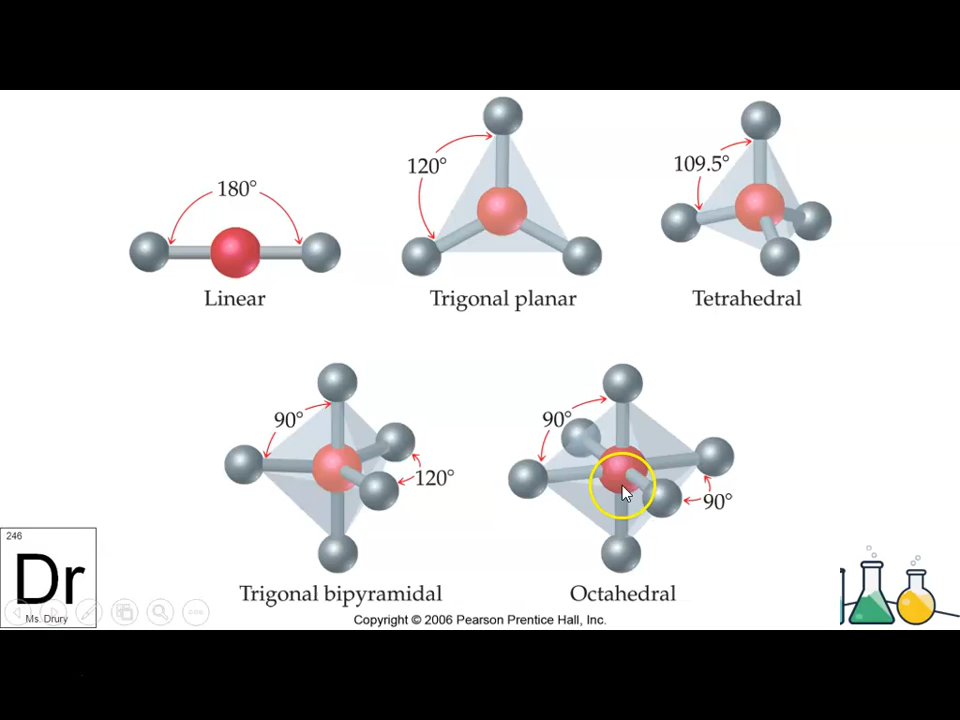 180°
120°
109.5°
Linear
Trigonal planar
Tetrahedral
90°
120°
90°
90°
Trigonal bipyramidal
Octahedral
246
Dr
Ms. Drury
Copyright © 2006 Pearson Prentice Hall, Inc.